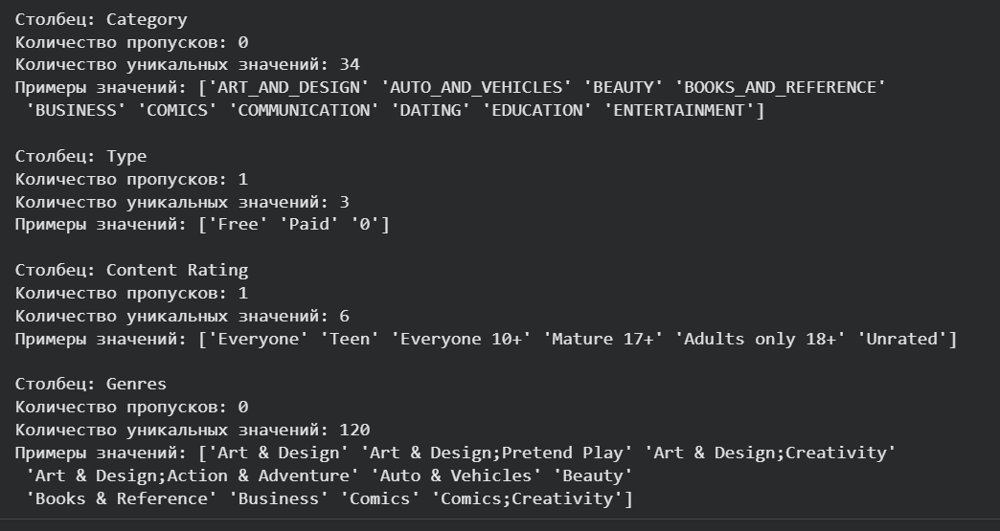 Столбец: Category
Количество пропусков: 0
Количество уникальных значений: 34
Примеры значений: ['ART_AND_DESIGN' 'AUTO_AND_VEHICLES' 'BEAUTY' 'BOOKS_AND_REFERENCE'
 'BUSINESS' 'COMICS' 'COMMUNICATION' 'DATING' 'EDUCATION' 'ENTERTAINMENT']

Столбец: Type
Количество пропусков: 1
Количество уникальных значений: 3
Примеры значений: ['Free' 'Paid' '0']

Столбец: Content Rating
Количество пропусков: 1
Количество уникальных значений: 6
Примеры значений: ['Everyone' 'Teen' 'Everyone 10+' 'Mature 17+' 'Adults only 18+' 'Unrated']

Столбец: Genres
Количество пропусков: 0
Количество уникальных значений: 120
Примеры значений: ['Art & Design' 'Art & Design;Pretend Play' 'Art & Design;Creativity'
 'Art & Design;Action & Adventure' 'Auto & Vehicles' 'Beauty'
 'Books & Reference' 'Business' 'Comics' 'Comics;Creativity']